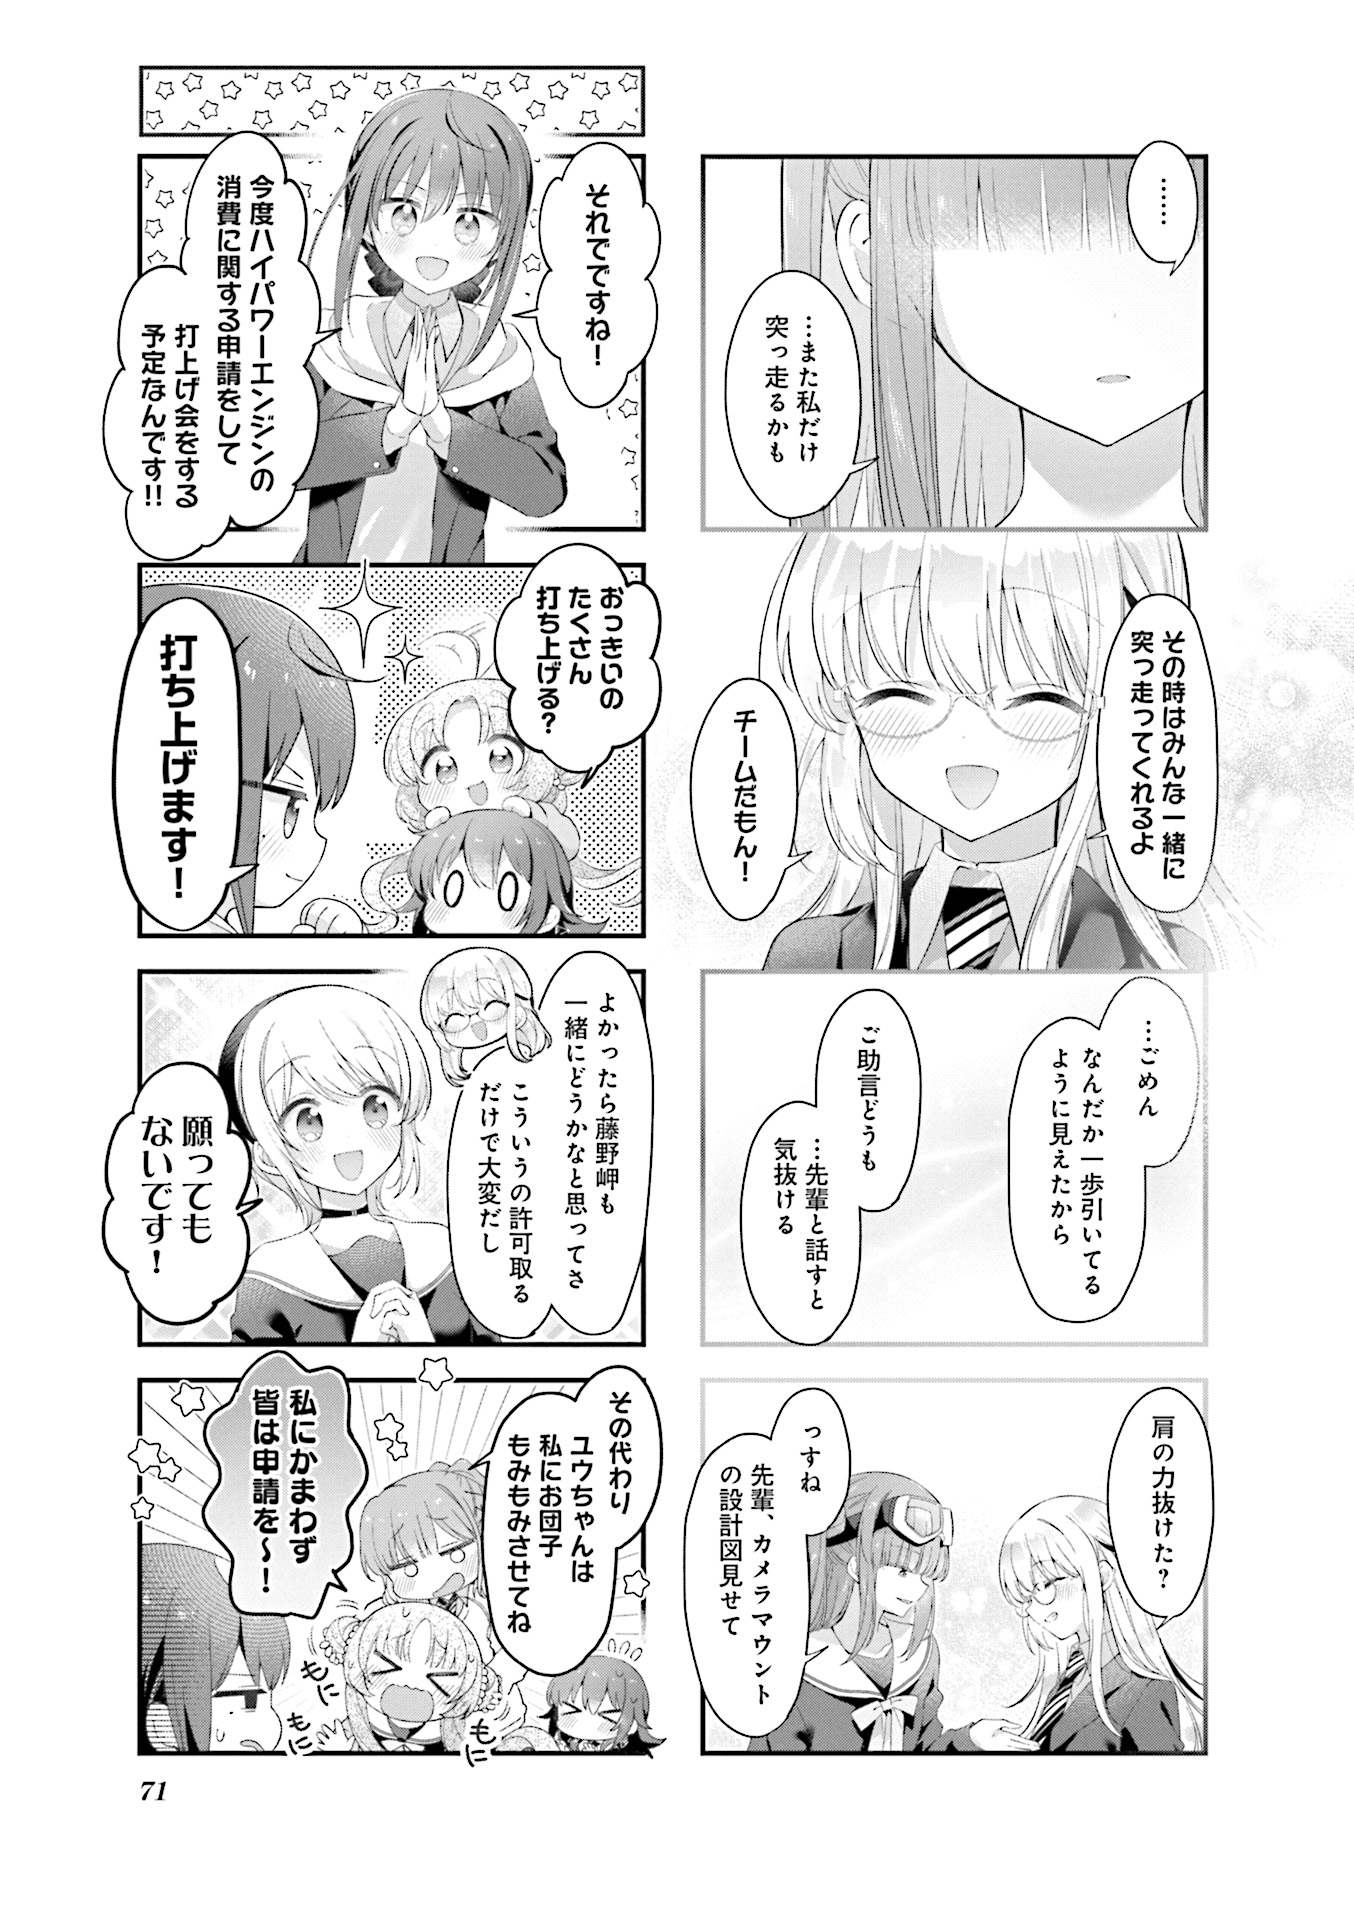 ……
…また私だけ
突っ走るかも
その時はみんな一緒に
突っ走ってくれるよ
チームだもん！
…ごめん
なんだか一歩引いてる
ように見えたから
ご助言どうも
…先輩と話すと
気抜ける
肩の力抜けた？
っすね
先輩、カメラマウント
の設計図見せて
それでですね！
今度ハイパワーエンジンの
消費に関する申請をして
打上げ会をする
予定なんです!!
おっきいの
たくさん
打ち上げる？
打ち上げます！
よかったら藤野岬も
一緒にどうかなと思ってさ
こういうの許可取る
だけで大変だし
願っても
ないです！
その代わり
ユウちゃんは
私にお団子
もみもみさせてね
私にかまわず
皆は申請を〜！
もに
もに
もに
71